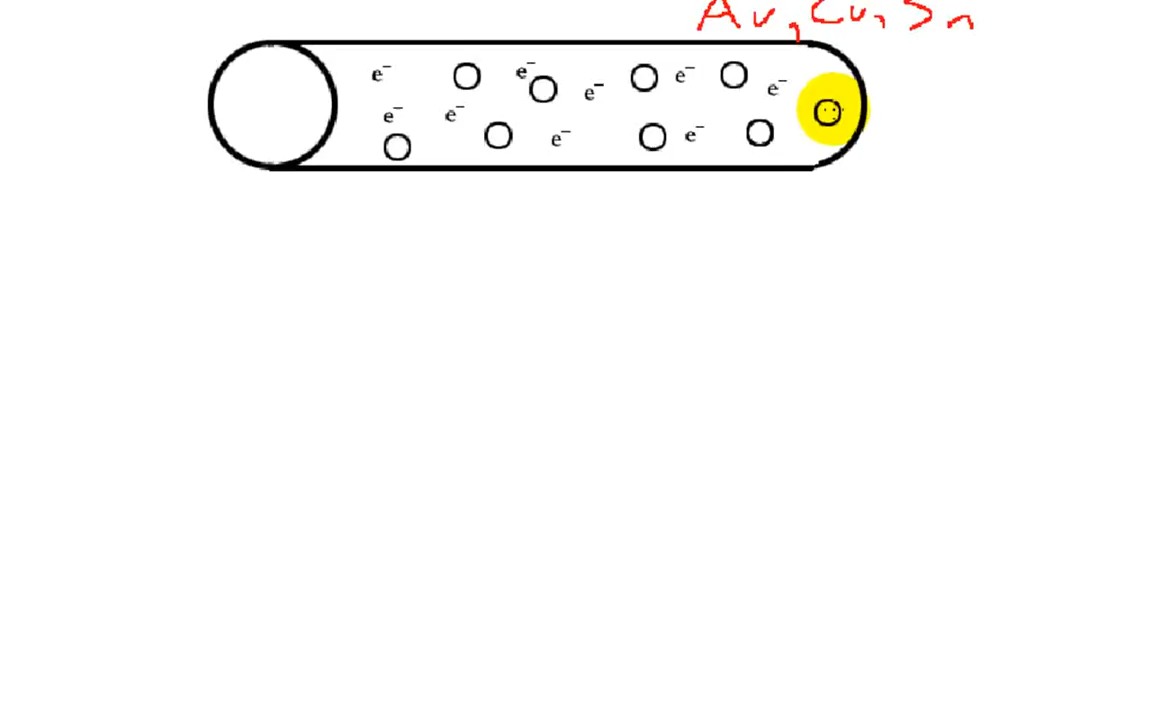 Au, Cu, Sn
e⁻ e⁻ e⁻ e⁻ e⁻
e⁻ e⁻ e⁻ e⁻